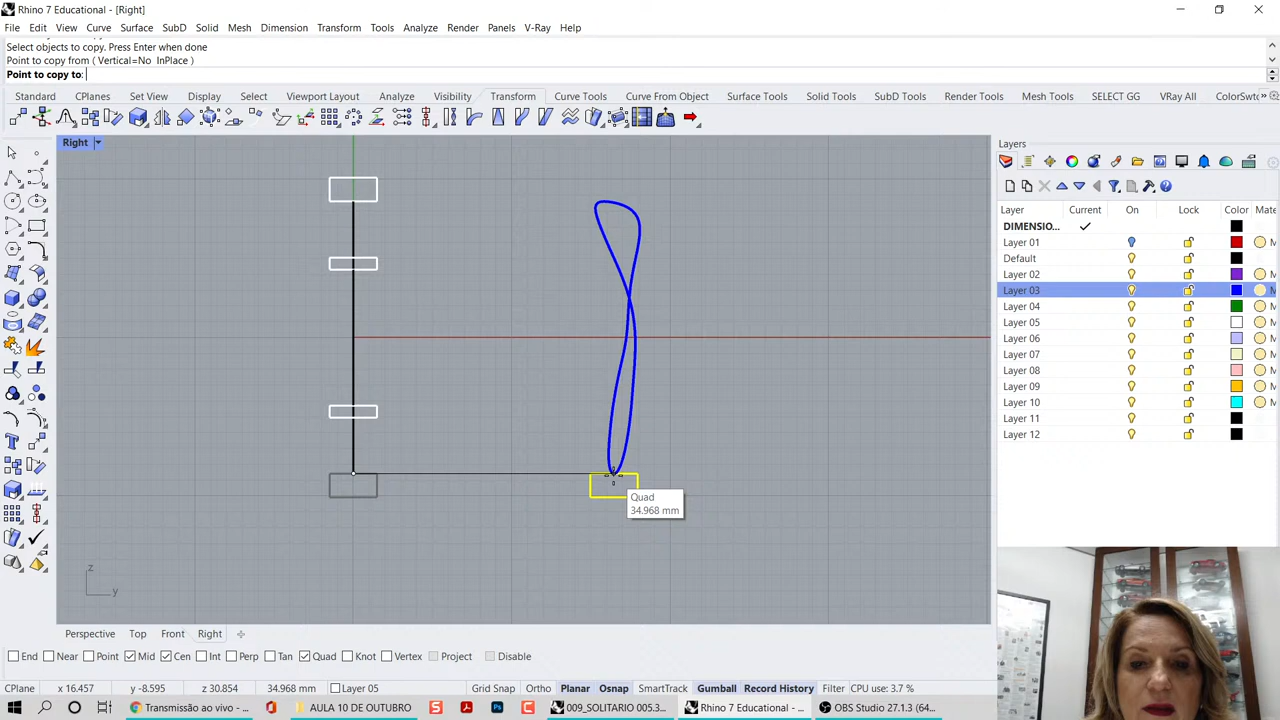 Rhino 7 Educational - [Right]
File Edit View Curve Surface SubD Solid Mesh Dimension Transform Tools Analyze Render Panels V-Ray Help
Select objects to copy. Press Enter when done
Point to copy from ( Vertical=No InPlace )
Point to copy to:
Standard CPlanes Set View Display Select Viewport Layout Analyze Visibility Transform Curve Tools Curve From Object Surface Tools Solid Tools SubD Tools Render Tools Mesh Tools SELECT GG VRay All ColorSwtc
Right
Layers
Layer Current On Lock Color Mate
DIMENSIO...
Layer 01
Default
Layer 02 M
Layer 03 M
Layer 04 M
Layer 05 M
Layer 06 M
Layer 07 M
Layer 08 M
Layer 09 M
Layer 10 M
Layer 11
Layer 12
Quad
34.968 mm
z
y
Perspective Top Front Right
End Near Point Mid Cen Int Perp Tan Quad Knot Vertex Project Disable
CPlane x 16.457 y -8.595 z 30.854 34.968 mm Layer 05 Grid Snap Ortho Planar Osnap SmartTrack Gumball Record History Filter CPU use: 3.7 %
Transmissão ao vivo - ... AULA 10 DE OUTUBRO 009_SOLITARIO 005.3... Rhino 7 Educational - ... OBS Studio 27.1.3 (64...